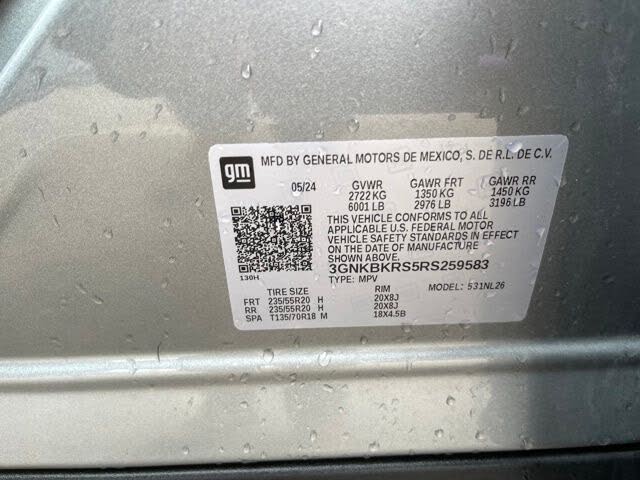 gm MFD BY GENERAL MOTORS DE MEXICO, S. DE R.L. DE C.V.
05/24 GVWR GAWR FRT GAWR RR
2722 KG 1350 KG 1450 KG
6001 LB 2976 LB 3196 LB
THIS VEHICLE CONFORMS TO ALL
APPLICABLE U.S. FEDERAL MOTOR
VEHICLE SAFETY STANDARDS IN EFFECT
ON THE DATE OF MANUFACTURE
SHOWN ABOVE.
3GNKBKRS5RS259583
130H
TYPE: MPV MODEL: 531NL26
TIRE SIZE RIM
FRT 235/55R20 H 20X8J
RR 235/55R20 H 20X8J
SPA T135/70R18 M 18X4.5B